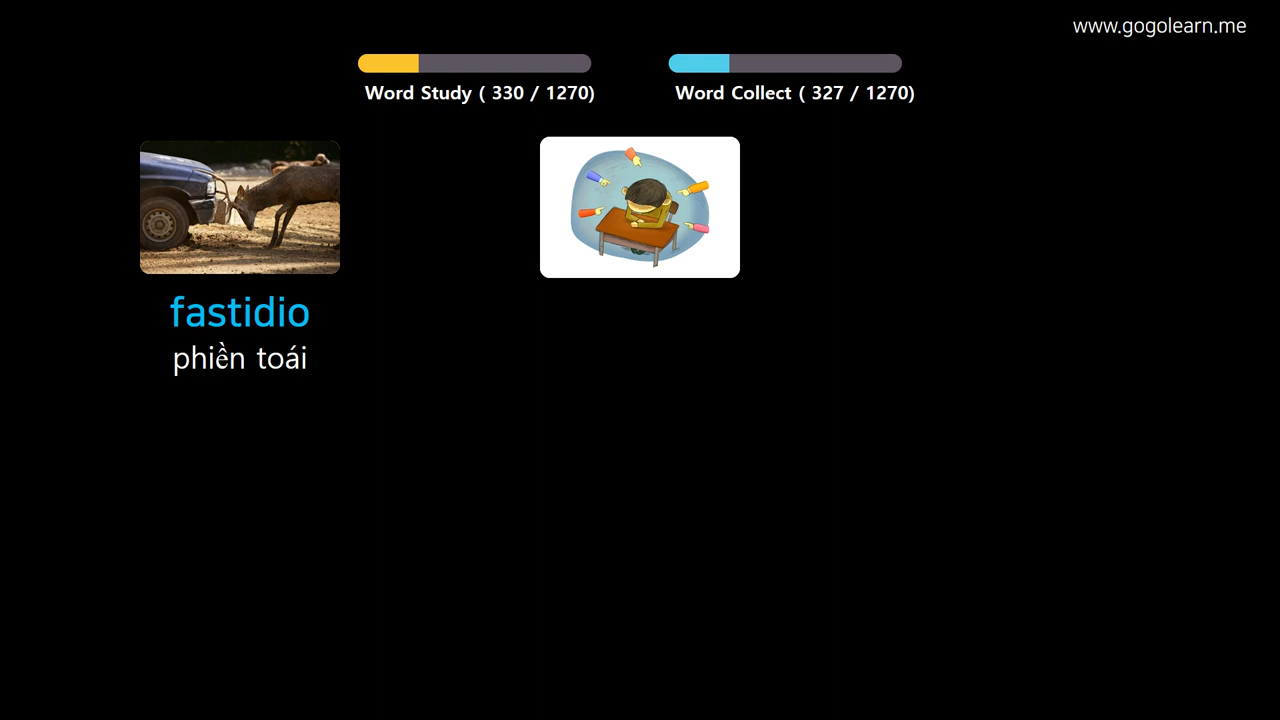 www.gogolearn.me
Word Study ( 330 / 1270)
Word Collect ( 327 / 1270)
fastidio
phiền toái